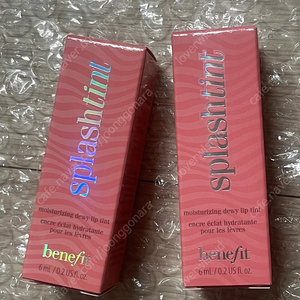 splashtint
moisturizing dewy lip tint
encre éclat hydratante
pour les lèvres
benefit
6 mL / 0.2 US fl. oz.
splashtint
moisturizing dewy lip tint
encre éclat hydratante
pour les lèvres
benefit
6 mL / 0.2 US fl. oz.